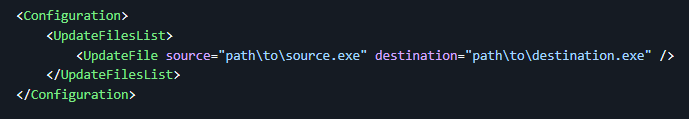 <Configuration>
    <UpdateFilesList>
        <UpdateFile source="path\to\source.exe" destination="path\to\destination.exe" />
    </UpdateFilesList>
</Configuration>